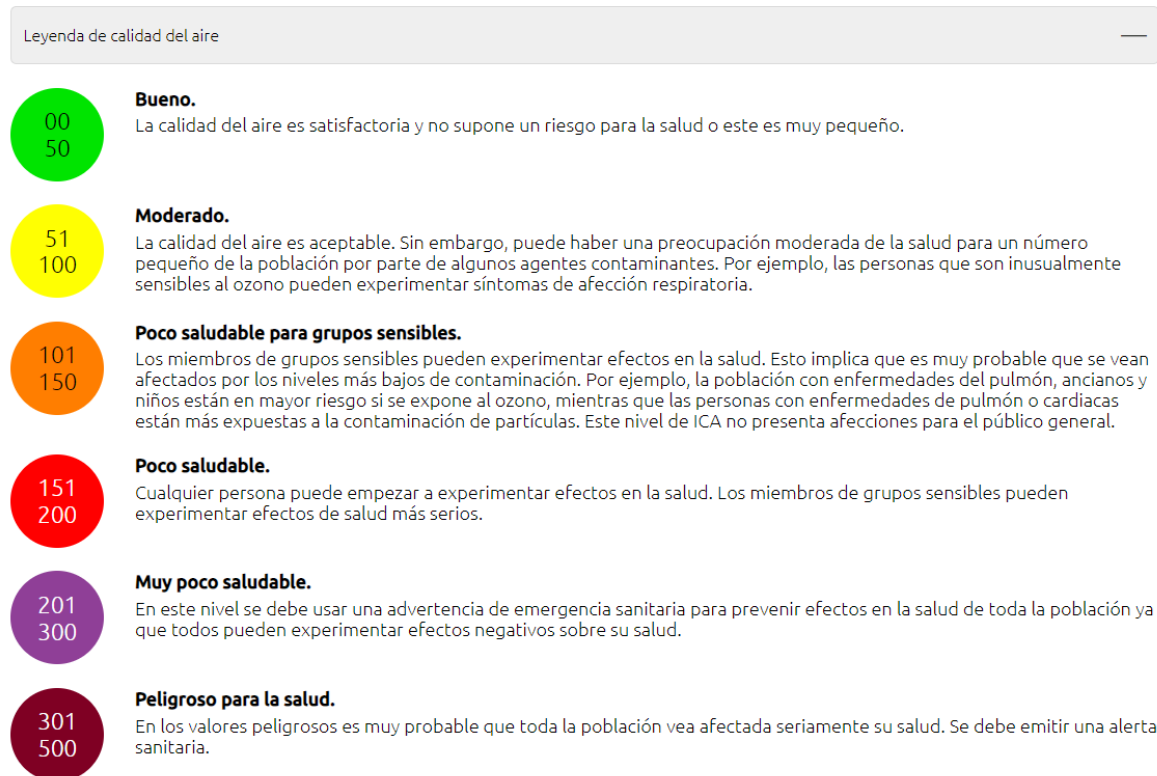 Leyenda de calidad del aire
00
50
Bueno.
La calidad del aire es satisfactoria y no supone un riesgo para la salud o este es muy pequeño.
51
100
Moderado.
La calidad del aire es aceptable. Sin embargo, puede haber una preocupación moderada de la salud para un número
pequeño de la población por parte de algunos agentes contaminantes. Por ejemplo, las personas que son inusualmente
sensibles al ozono pueden experimentar síntomas de afección respiratoria.
101
150
Poco saludable para grupos sensibles.
Los miembros de grupos sensibles pueden experimentar efectos en la salud. Esto implica que es muy probable que se vean
afectados por los niveles más bajos de contaminación. Por ejemplo, la población con enfermedades del pulmón, ancianos y
niños están en mayor riesgo si se expone al ozono, mientras que las personas con enfermedades de pulmón o cardiacas
están más expuestas a la contaminación de partículas. Este nivel de ICA no presenta afecciones para el público general.
151
200
Poco saludable.
Cualquier persona puede empezar a experimentar efectos en la salud. Los miembros de grupos sensibles pueden
experimentar efectos de salud más serios.
201
300
Muy poco saludable.
En este nivel se debe usar una advertencia de emergencia sanitaria para prevenir efectos en la salud de toda la población ya
que todos pueden experimentar efectos negativos sobre su salud.
301
500
Peligroso para la salud.
En los valores peligrosos es muy probable que toda la población vea afectada seriamente su salud. Se debe emitir una alerta
sanitaria.